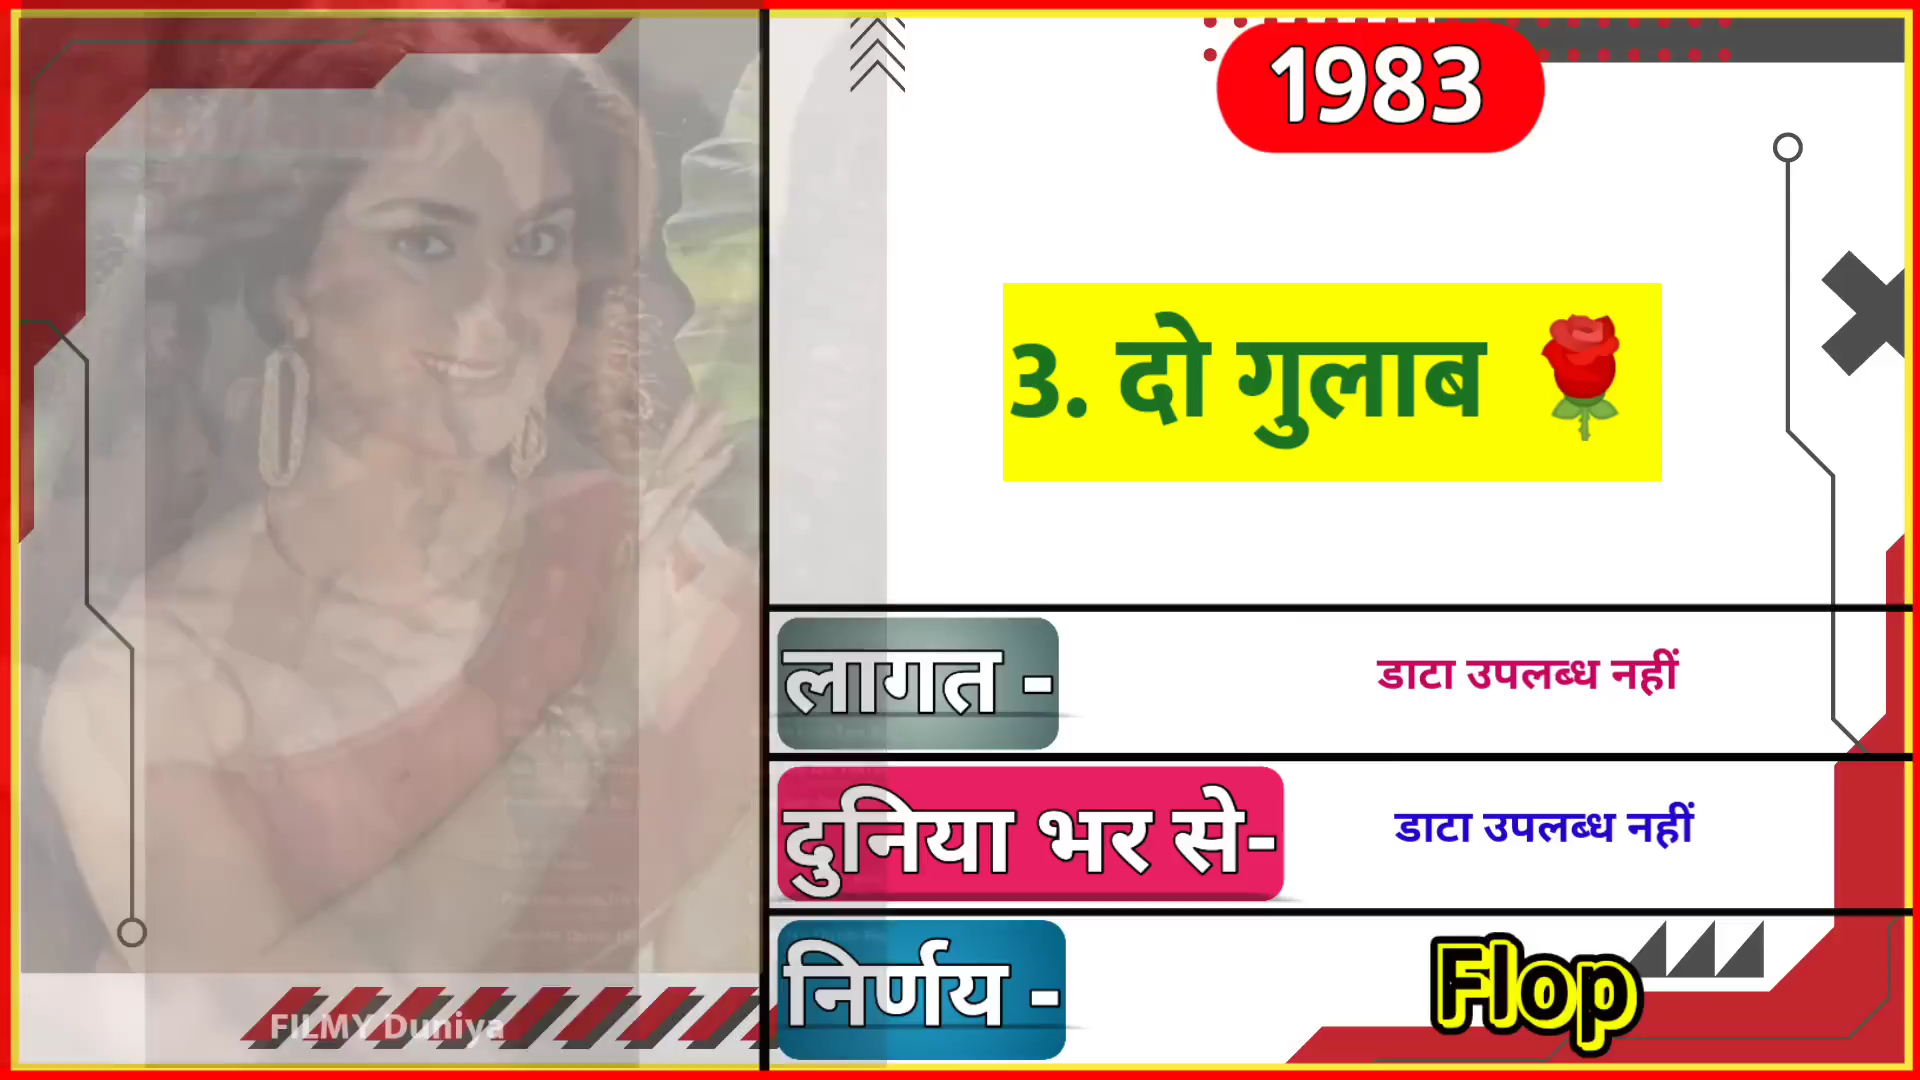 1983
3. दो गुलाब 🌹
लागत - डाटा उपलब्ध नहीं
दुनिया भर से- डाटा उपलब्ध नहीं
निर्णय - Flop
FILMY Duniya